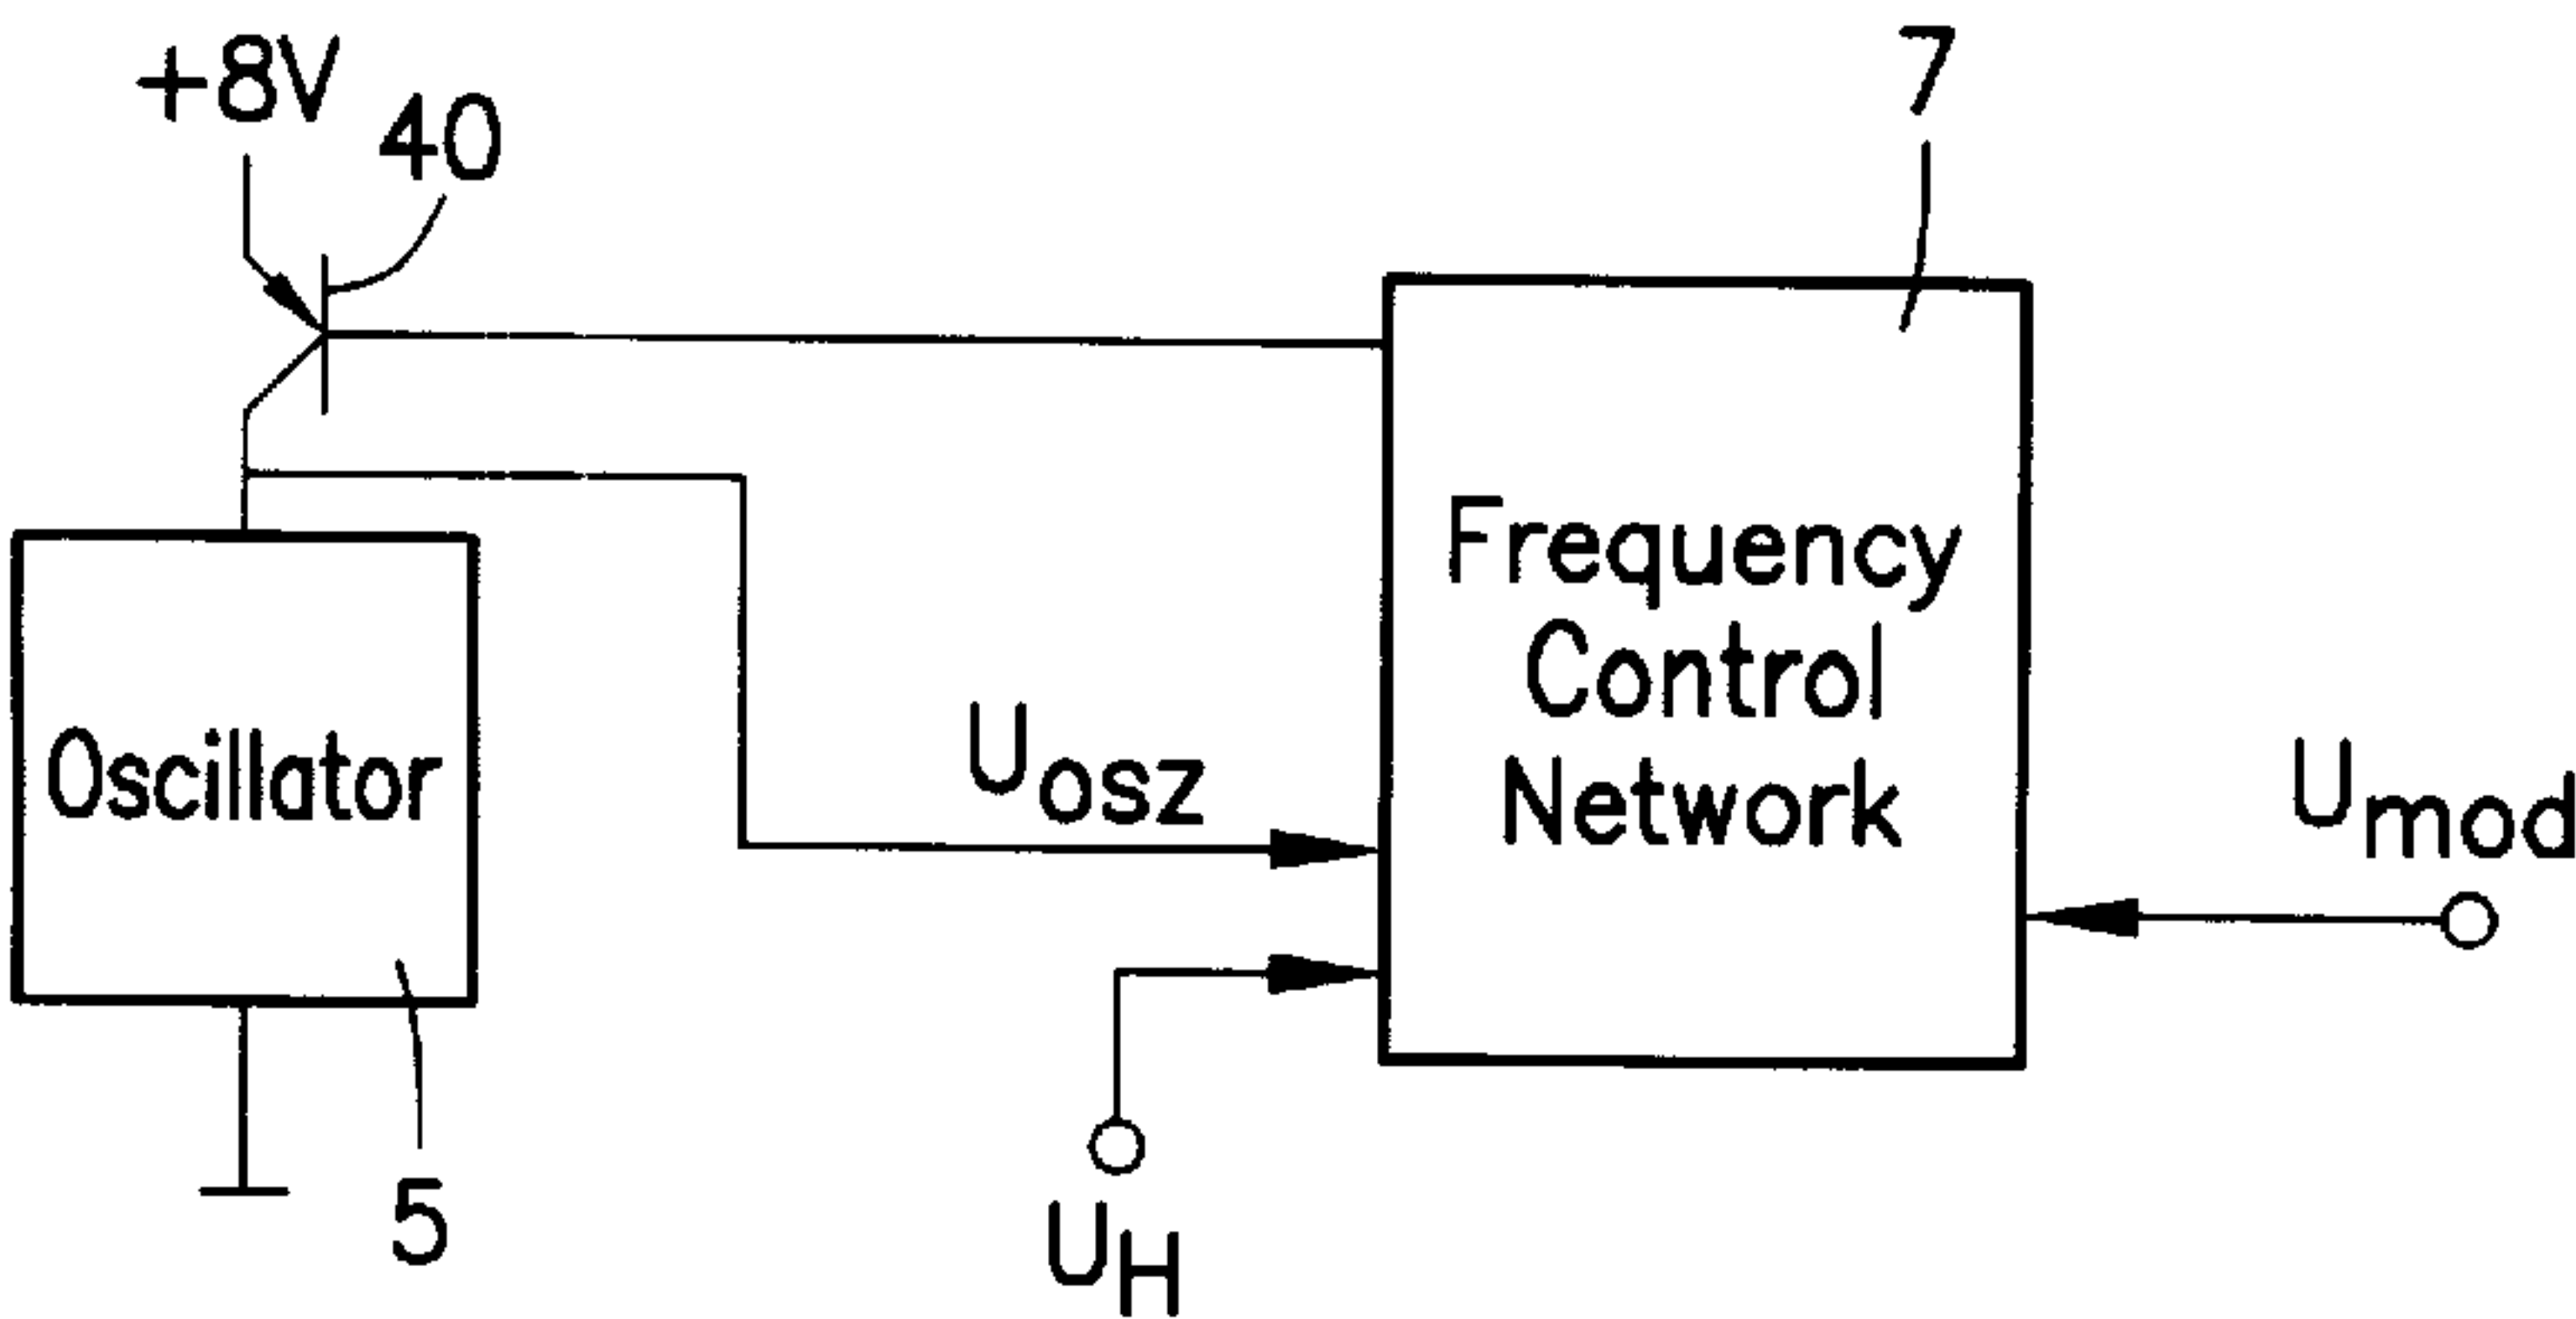 +8V
40
7
Frequency
Control
Network
Oscillator
Uosz
Umod
5
UH